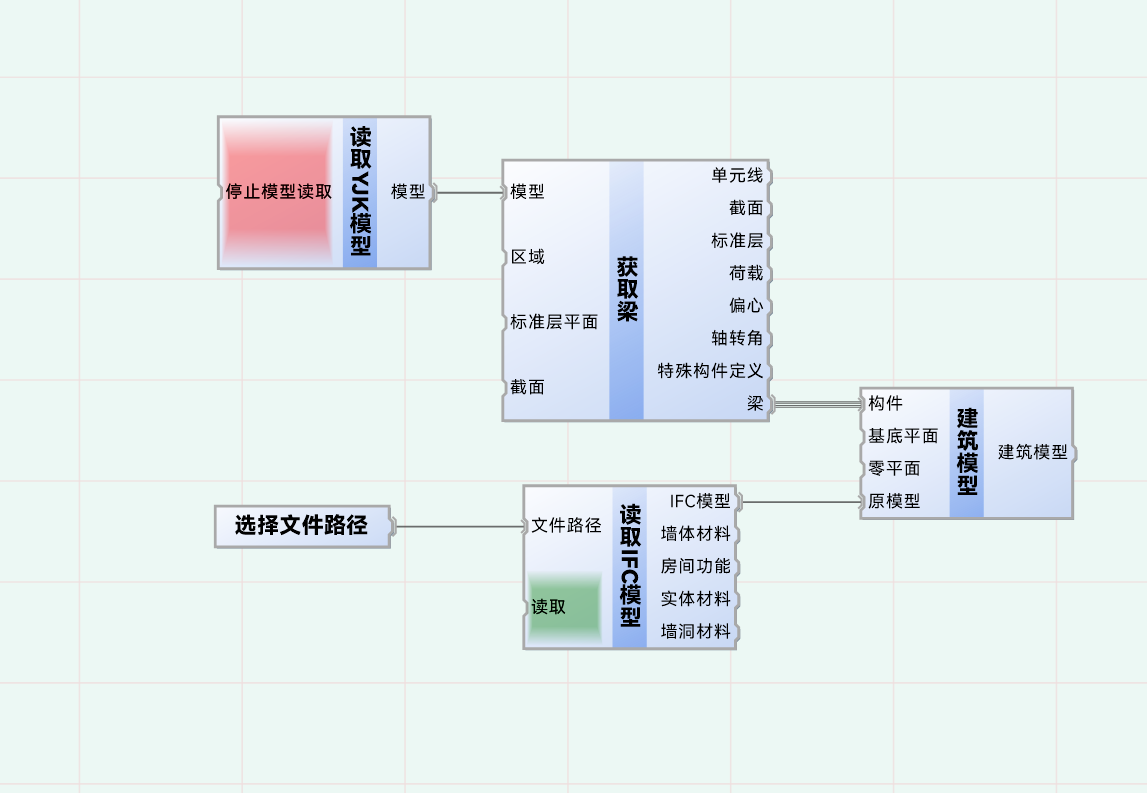 停止模型读取
读取YJK模型
模型
模型
区域
标准层平面
截面
获取梁
单元线
截面
标准层
荷载
偏心
轴转角
特殊构件定义
梁
构件
基底平面
零平面
原模型
建筑模型
建筑模型
选择文件路径
文件路径
读取
读取IFC模型
IFC模型
墙体材料
房间功能
实体材料
墙洞材料